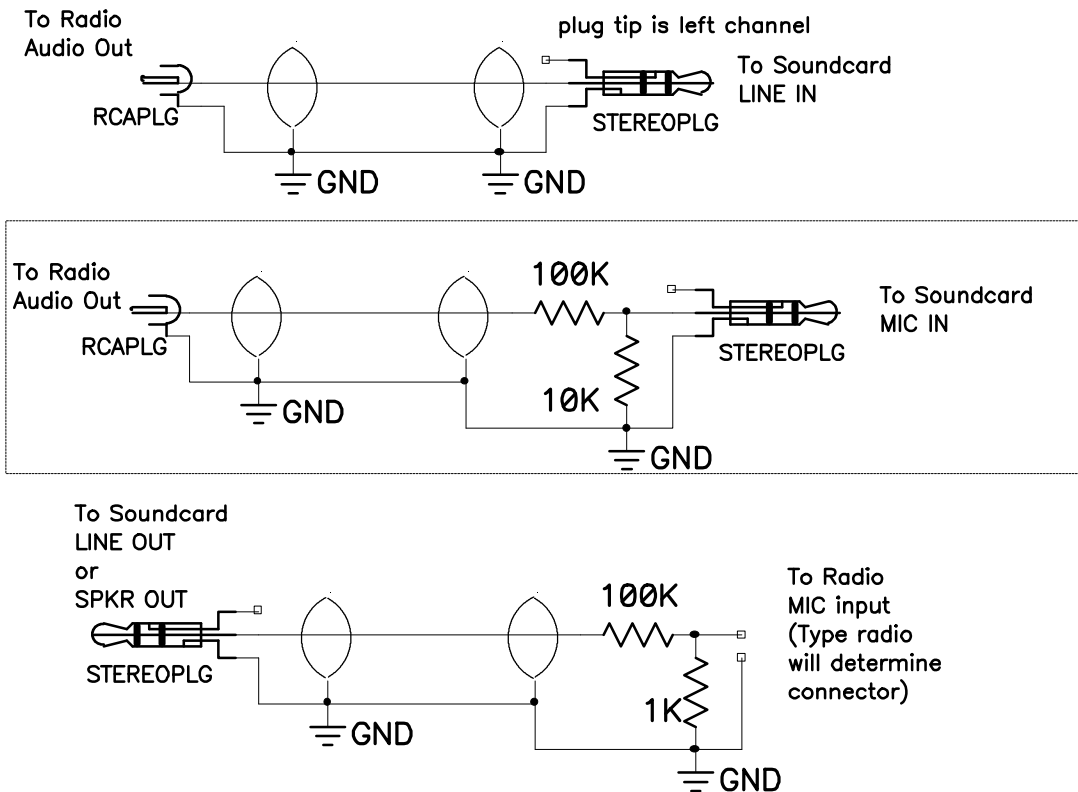 To Radio
Audio Out
plug tip is left channel
To Soundcard
LINE IN
RCAPLG
STEREOPLG
GND
GND
To Radio
Audio Out
100K
To Soundcard
MIC IN
RCAPLG
STEREOPLG
10K
GND
GND
To Soundcard
LINE OUT
or
SPKR OUT
100K
To Radio
MIC input
(Type radio
will determine
connector)
STEREOPLG
1K
GND
GND